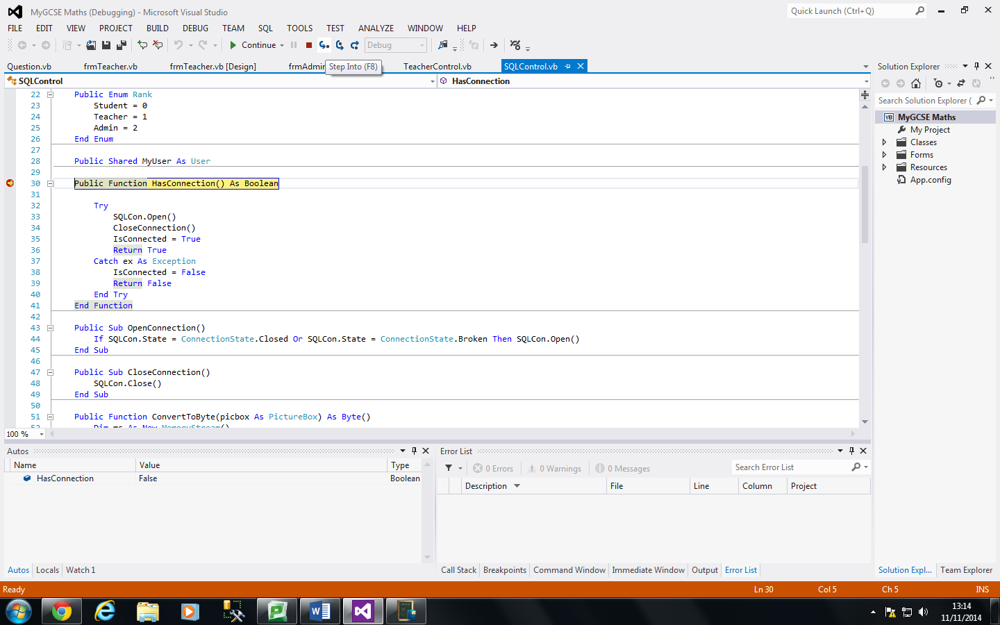 MyGCSE Maths (Debugging) - Microsoft Visual Studio
Quick Launch (Ctrl+Q)
FILE EDIT VIEW PROJECT BUILD DEBUG TEAM SQL TOOLS TEST ANALYZE WINDOW HELP
Continue Debug
Question.vb frmTeacher.vb frmTeacher.vb [Design] frmAdmin Step Into (F8) TeacherControl.vb SQLControl.vb
SQLControl HasConnection
22 Public Enum Rank
23 Student = 0
24 Teacher = 1
25 Admin = 2
26 End Enum
27
28 Public Shared MyUser As User
29
30 Public Function HasConnection() As Boolean
31
32 Try
33 SQLCon.Open()
34 CloseConnection()
35 IsConnected = True
36 Return True
37 Catch ex As Exception
38 IsConnected = False
39 Return False
40 End Try
41 End Function
42
43 Public Sub OpenConnection()
44 If SQLCon.State = ConnectionState.Closed Or SQLCon.State = ConnectionState.Broken Then SQLCon.Open()
45 End Sub
46
47 Public Sub CloseConnection()
48 SQLCon.Close()
49 End Sub
50
51 Public Function ConvertToByte(picbox As PictureBox) As Byte()
52 Dim ms As New MemoryStream()
100 %
Solution Explorer
Search Solution Explorer (
VB MyGCSE Maths
My Project
Classes
Forms
Resources
App.config
Autos
Name Value Type
HasConnection False Boolean
Autos Locals Watch 1
Error List
0 Errors 0 Warnings 0 Messages Search Error List
Description File Line Column Project
Call Stack Breakpoints Command Window Immediate Window Output Error List
Solution Expl... Team Explorer
Ready Ln 30 Col 5 Ch 5 INS
13:14
11/11/2014